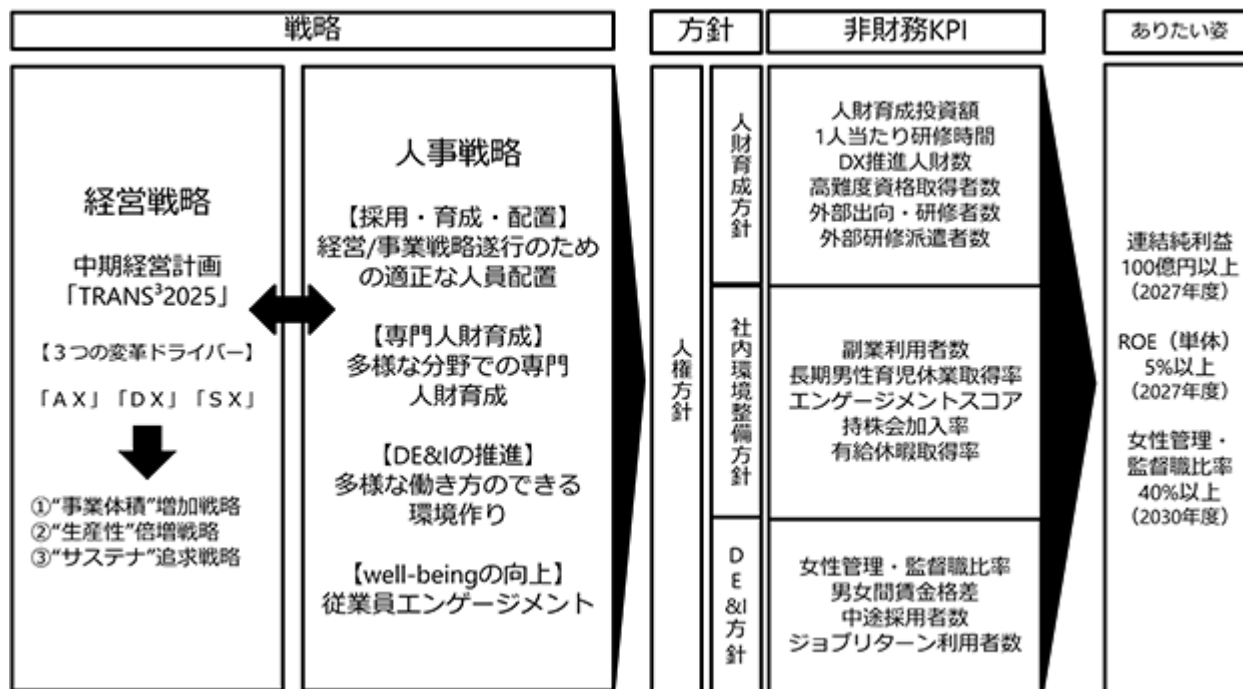 戦略
方針
非財務KPI
ありたい姿
経営戦略
中期経営計画
「TRANS³2025」
【３つの変革ドライバー】
「ＡＸ」「ＤＸ」「ＳＸ」
①“事業体積”増加戦略
②“生産性”倍増戦略
③“サステナ”追求戦略
人事戦略
【採用・育成・配置】
経営/事業戦略遂行のため
の適正な人員配置
【専門人財育成】
多様な分野での専門
人財育成
【DE&Iの推進】
多様な働き方のできる
環境作り
【well-beingの向上】
従業員エンゲージメント
人権方針
人財育成方針
人財育成投資額
1人当たり研修時間
DX推進人財数
高難度資格取得者数
外部出向・研修者数
外部研修派遣者数
社内環境整備方針
副業利用者数
長期男性育児休業取得率
エンゲージメントスコア
持株会加入率
有給休暇取得率
DE&I方針
女性管理・監督職比率
男女間賃金格差
中途採用者数
ジョブリターン利用者数
連結純利益
100億円以上
（2027年度）
ROE（単体）
5%以上
（2027年度）
女性管理・
監督職比率
40%以上
（2030年度）